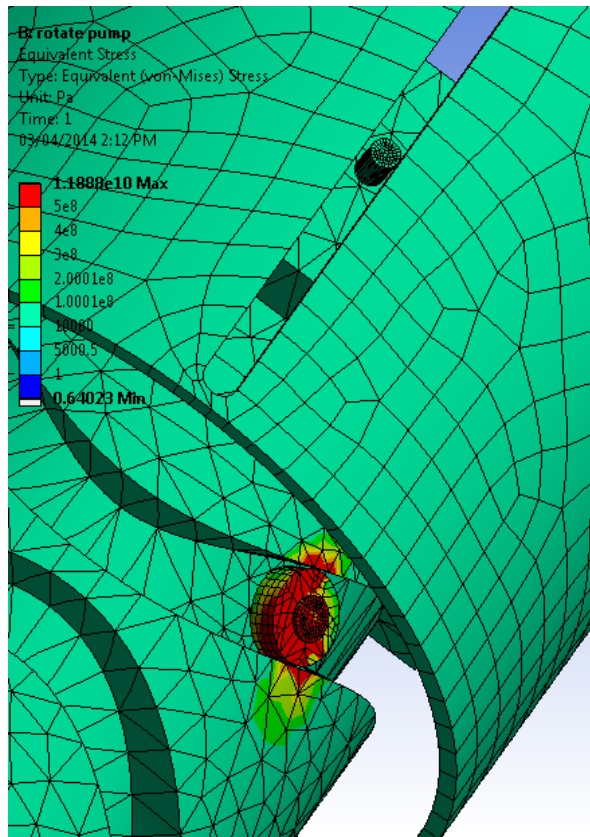 B: rotate pump
Equivalent Stress
Type: Equivalent (von-Mises) Stress
Unit: Pa
Time: 1
03/04/2014 2:12 PM
1.1888e10 Max
5e8
4e8
3e8
2.0001e8
1.0001e8
10000
5000.5
1
0.64023 Min